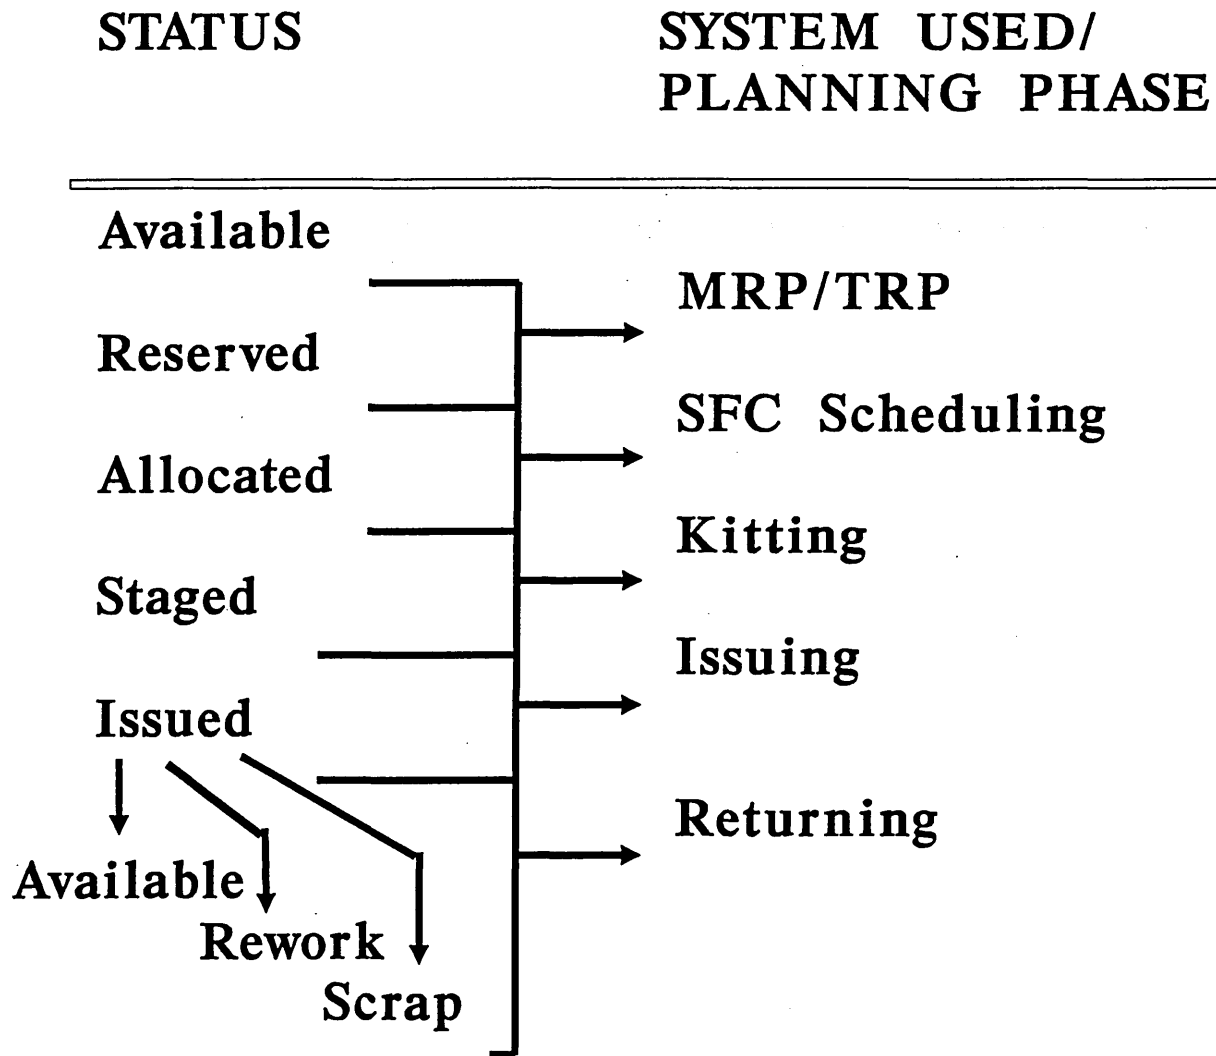 STATUS
SYSTEM USED/
PLANNING PHASE
Available
MRP/TRP
Reserved
SFC Scheduling
Allocated
Kitting
Staged
Issuing
Issued
Returning
Available
Rework
Scrap